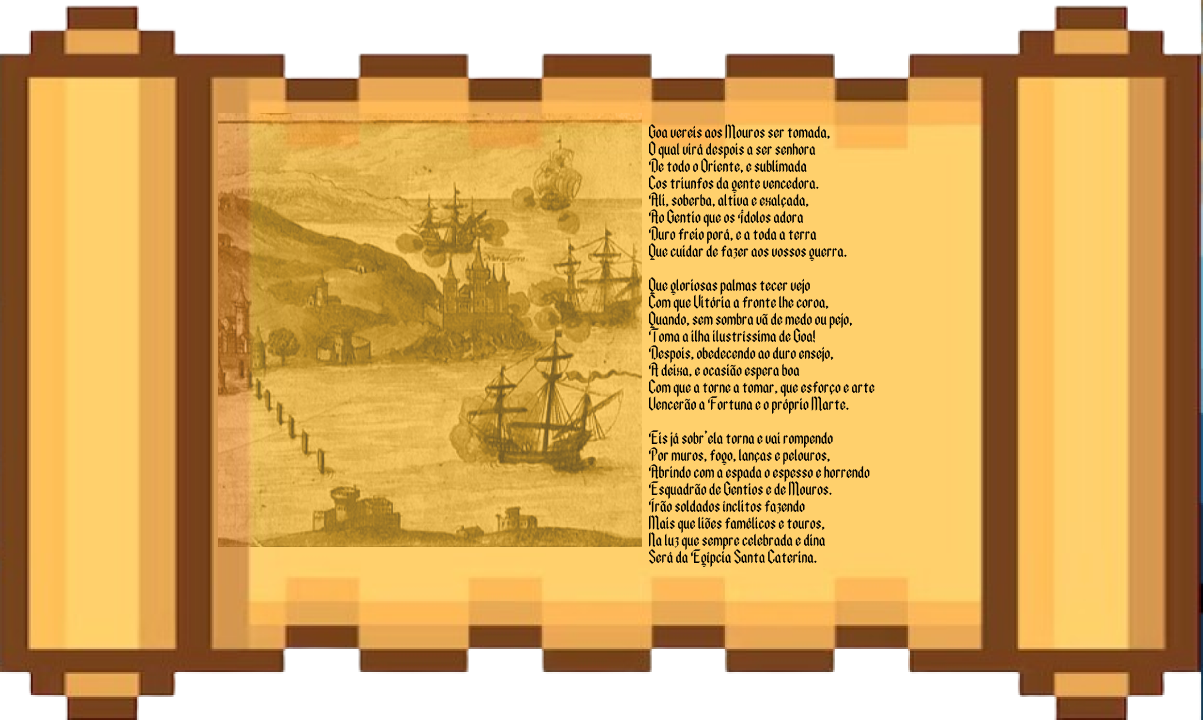 Goa vereis aos Mouros ser tomada,
O qual virá despois a ser senhora
De todo o Oriente, e sublimada
Cos triunfos da gente vencedora.
Ali, soberba, altiva e exalçada,
Ao Gentio que os Ídolos adora
Duro freio porá, e a toda a terra
Que cuidar de fazer aos vossos guerra.

Que gloriosas palmas tecer vejo
Com que Vitória a fronte lhe coroa,
Quando, sem sombra vã de medo ou pejo,
Toma a ilha ilustríssima de Goa!
Despois, obedecendo ao duro ensejo,
A deixa, e ocasião espera boa
Com que a torne a tomar, que esforço e arte
Vencerão a Fortuna e o próprio Marte.

Eis já sobr'ela torna e vai rompendo
Por muros, fogo, lanças e pelouros,
Abrindo com a espada o espesso e horrendo
Esquadrão de Gentios e de Mouros.
Irão soldados ínclitos fazendo
Mais que liões famélicos e touros,
Na luz que sempre celebrada e dina
Será da Egípcia Santa Caterina.